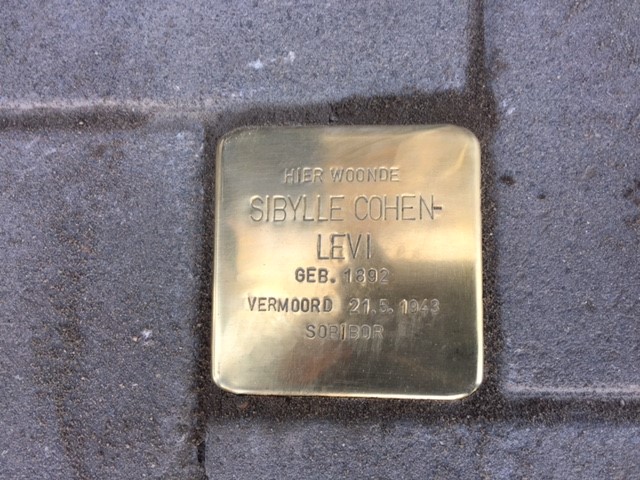 HIER WOONDE
SIBYLLE COHEN-
LEVI
GEB. 1892
VERMOORD 21.5.1943
SOBIBOR